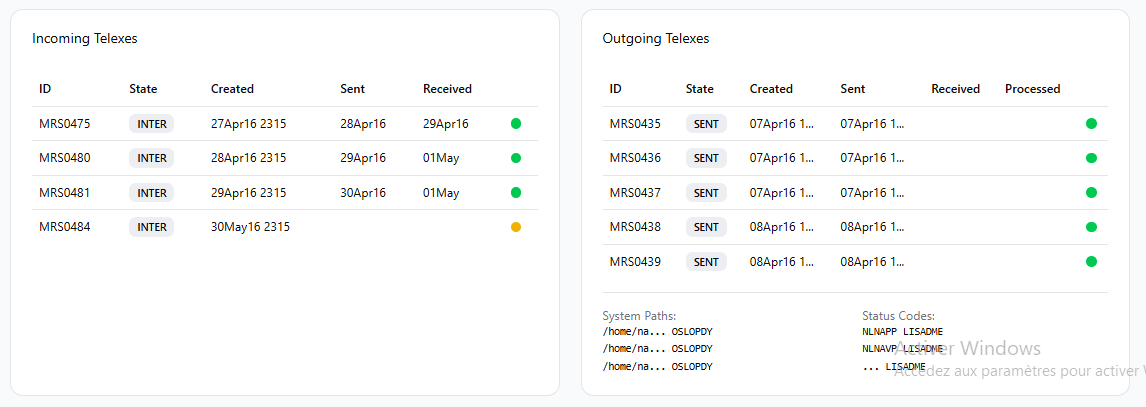 Incoming Telexes
ID State Created Sent Received
MRS0475 INTER 27Apr16 2315 28Apr16 29Apr16
MRS0480 INTER 28Apr16 2315 29Apr16 01May
MRS0481 INTER 29Apr16 2315 30Apr16 01May
MRS0484 INTER 30May16 2315
Outgoing Telexes
ID State Created Sent Received Processed
MRS0435 SENT 07Apr16 1... 07Apr16 1...
MRS0436 SENT 07Apr16 1... 07Apr16 1...
MRS0437 SENT 07Apr16 1... 07Apr16 1...
MRS0438 SENT 08Apr16 1... 08Apr16 1...
MRS0439 SENT 08Apr16 1... 08Apr16 1...
System Paths:
/home/na... OSLOPDY
/home/na... OSLOPDY
/home/na... OSLOPDY
Status Codes:
NLNAPP LISADME
NLNAVP LISADME
... LISADME
Activer Windows
Accédez aux paramètres pour activer W